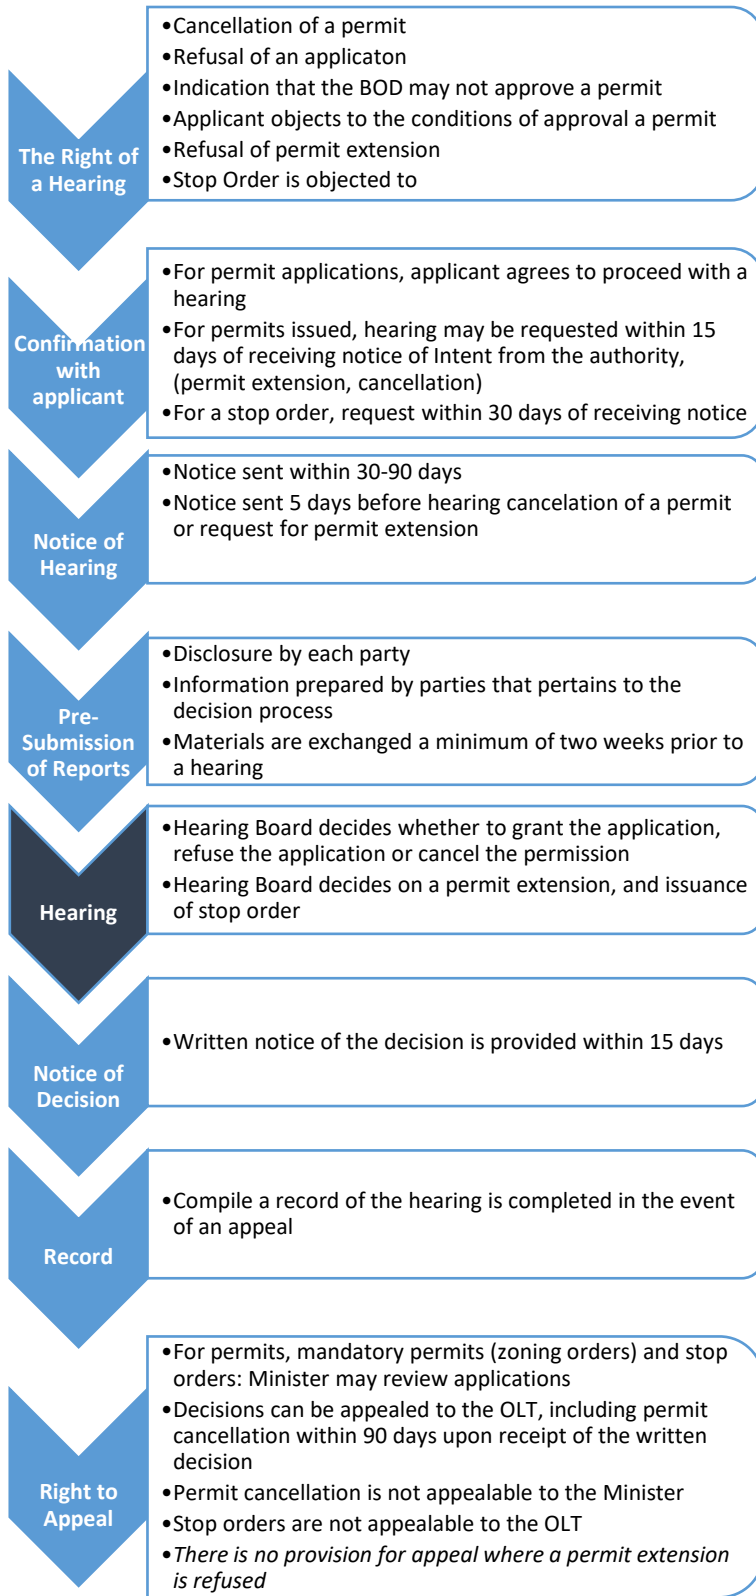 The Right of
a Hearing
•Cancellation of a permit
•Refusal of an applicaton
•Indication that the BOD may not approve a permit
•Applicant objects to the conditions of approval a permit
•Refusal of permit extension
•Stop Order is objected to
Confirmation
with
applicant
•For permit applications, applicant agrees to proceed with a
hearing
•For permits issued, hearing may be requested within 15
days of receiving notice of Intent from the authority,
(permit extension, cancellation)
•For a stop order, request within 30 days of receiving notice
Notice of
Hearing
•Notice sent within 30-90 days
•Notice sent 5 days before hearing cancelation of a permit
or request for permit extension
Pre-
Submission
of Reports
•Disclosure by each party
•Information prepared by parties that pertains to the
decision process
•Materials are exchanged a minimum of two weeks prior to
a hearing
Hearing
•Hearing Board decides whether to grant the application,
refuse the application or cancel the permission
•Hearing Board decides on a permit extension, and issuance
of stop order
Notice of
Decision
•Written notice of the decision is provided within 15 days
Record
•Compile a record of the hearing is completed in the event
of an appeal
Right to
Appeal
•For permits, mandatory permits (zoning orders) and stop
orders: Minister may review applications
•Decisions can be appealed to the OLT, including permit
cancellation within 90 days upon receipt of the written
decision
•Permit cancellation is not appealable to the Minister
•Stop orders are not appealable to the OLT
•There is no provision for appeal where a permit extension
is refused